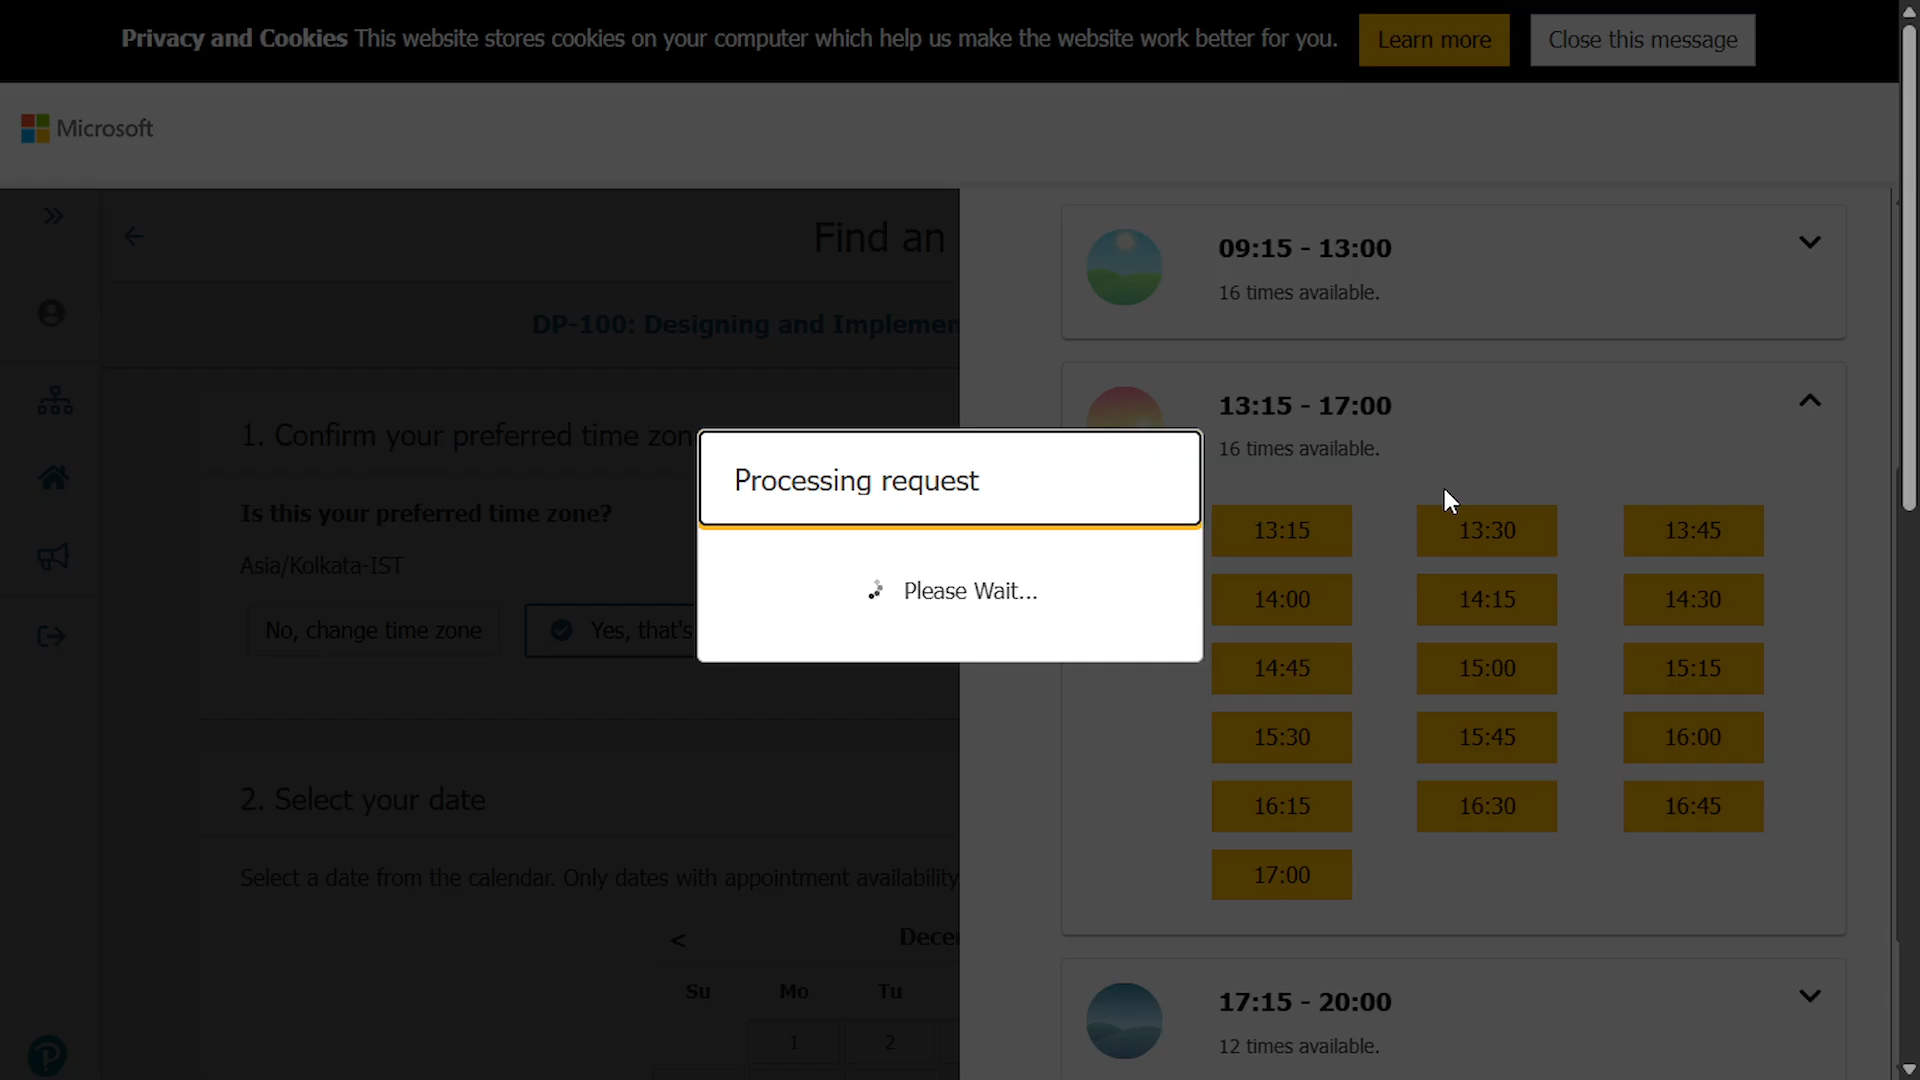 Privacy and Cookies This website stores cookies on your computer which help us make the website work better for you.
Learn more
Close this message
Microsoft
Find an
DP-100: Designing and Implemen
1. Confirm your preferred time zon
Is this your preferred time zone?
Asia/Kolkata-IST
No, change time zone
Yes, that's
2. Select your date
Select a date from the calendar. Only dates with appointment availability
<
Decem
Su Mo Tu
1 2
Processing request
Please Wait...
09:15 - 13:00
16 times available.
13:15 - 17:00
16 times available.
13:15 13:30 13:45
14:00 14:15 14:30
14:45 15:00 15:15
15:30 15:45 16:00
16:15 16:30 16:45
17:00
17:15 - 20:00
12 times available.